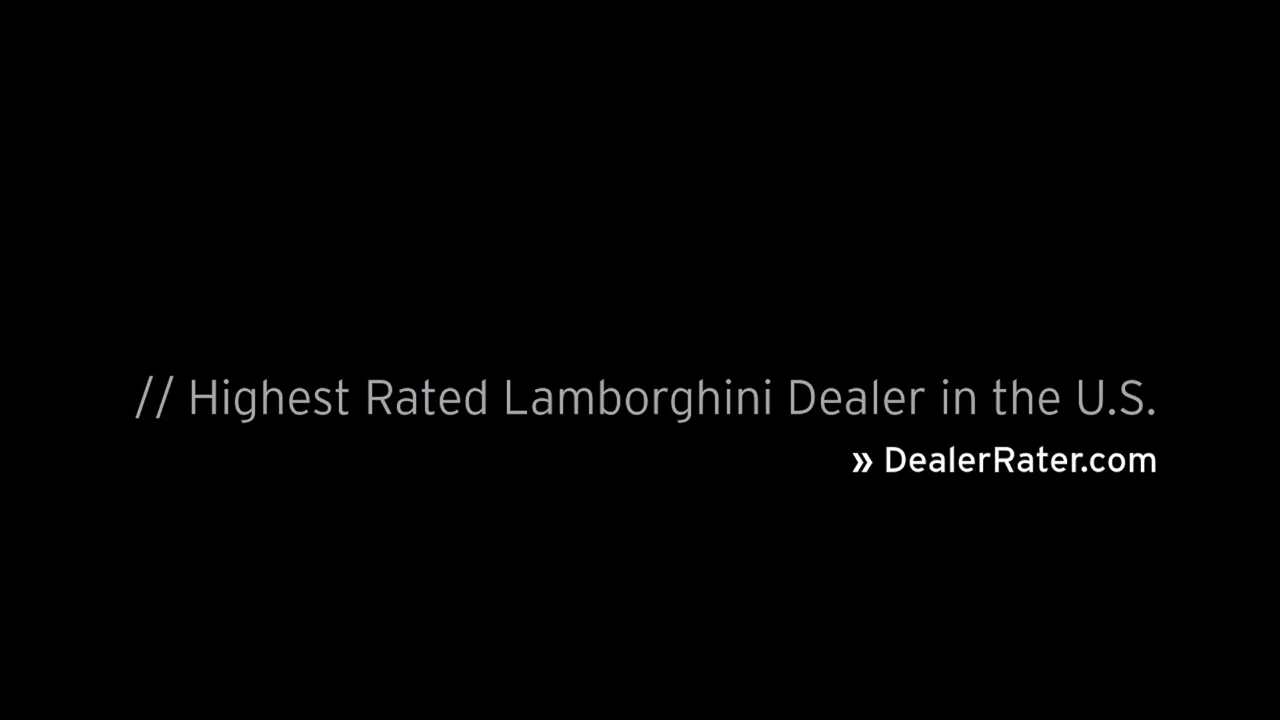 // Highest Rated Lamborghini Dealer in the U.S.
» DealerRater.com